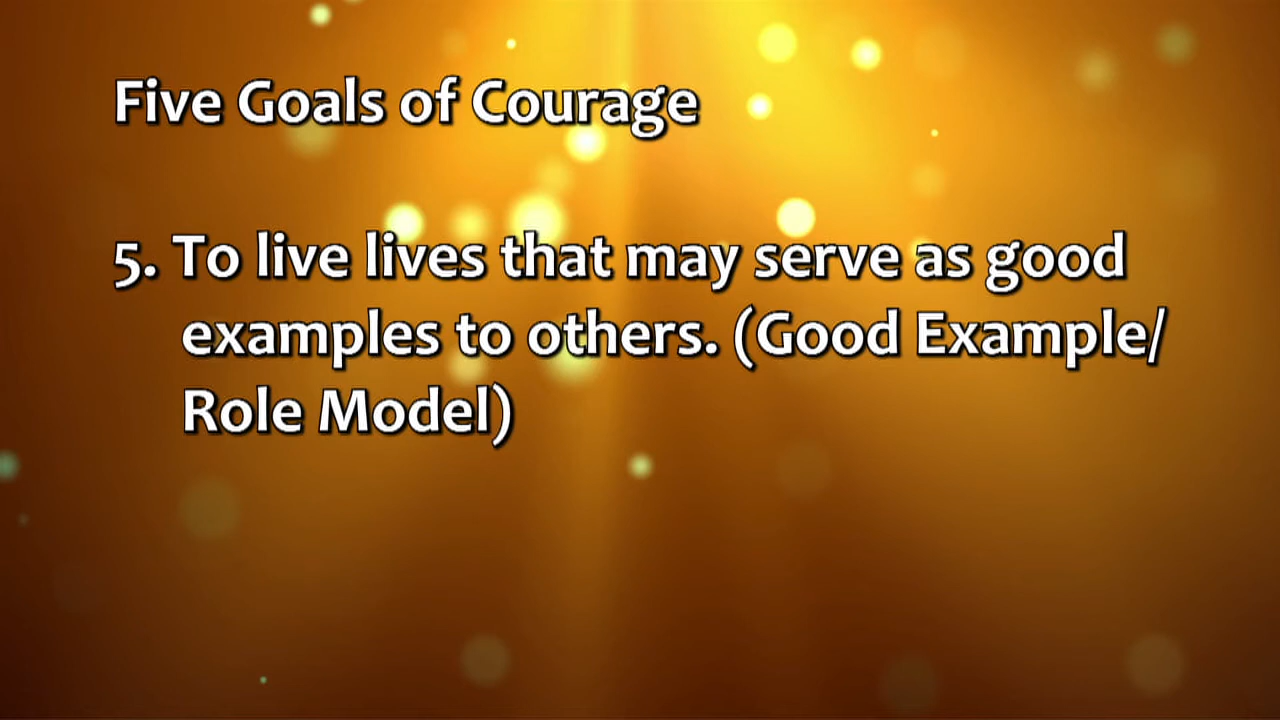 Five Goals of Courage
5. To live lives that may serve as good
examples to others. (Good Example/
Role Model)